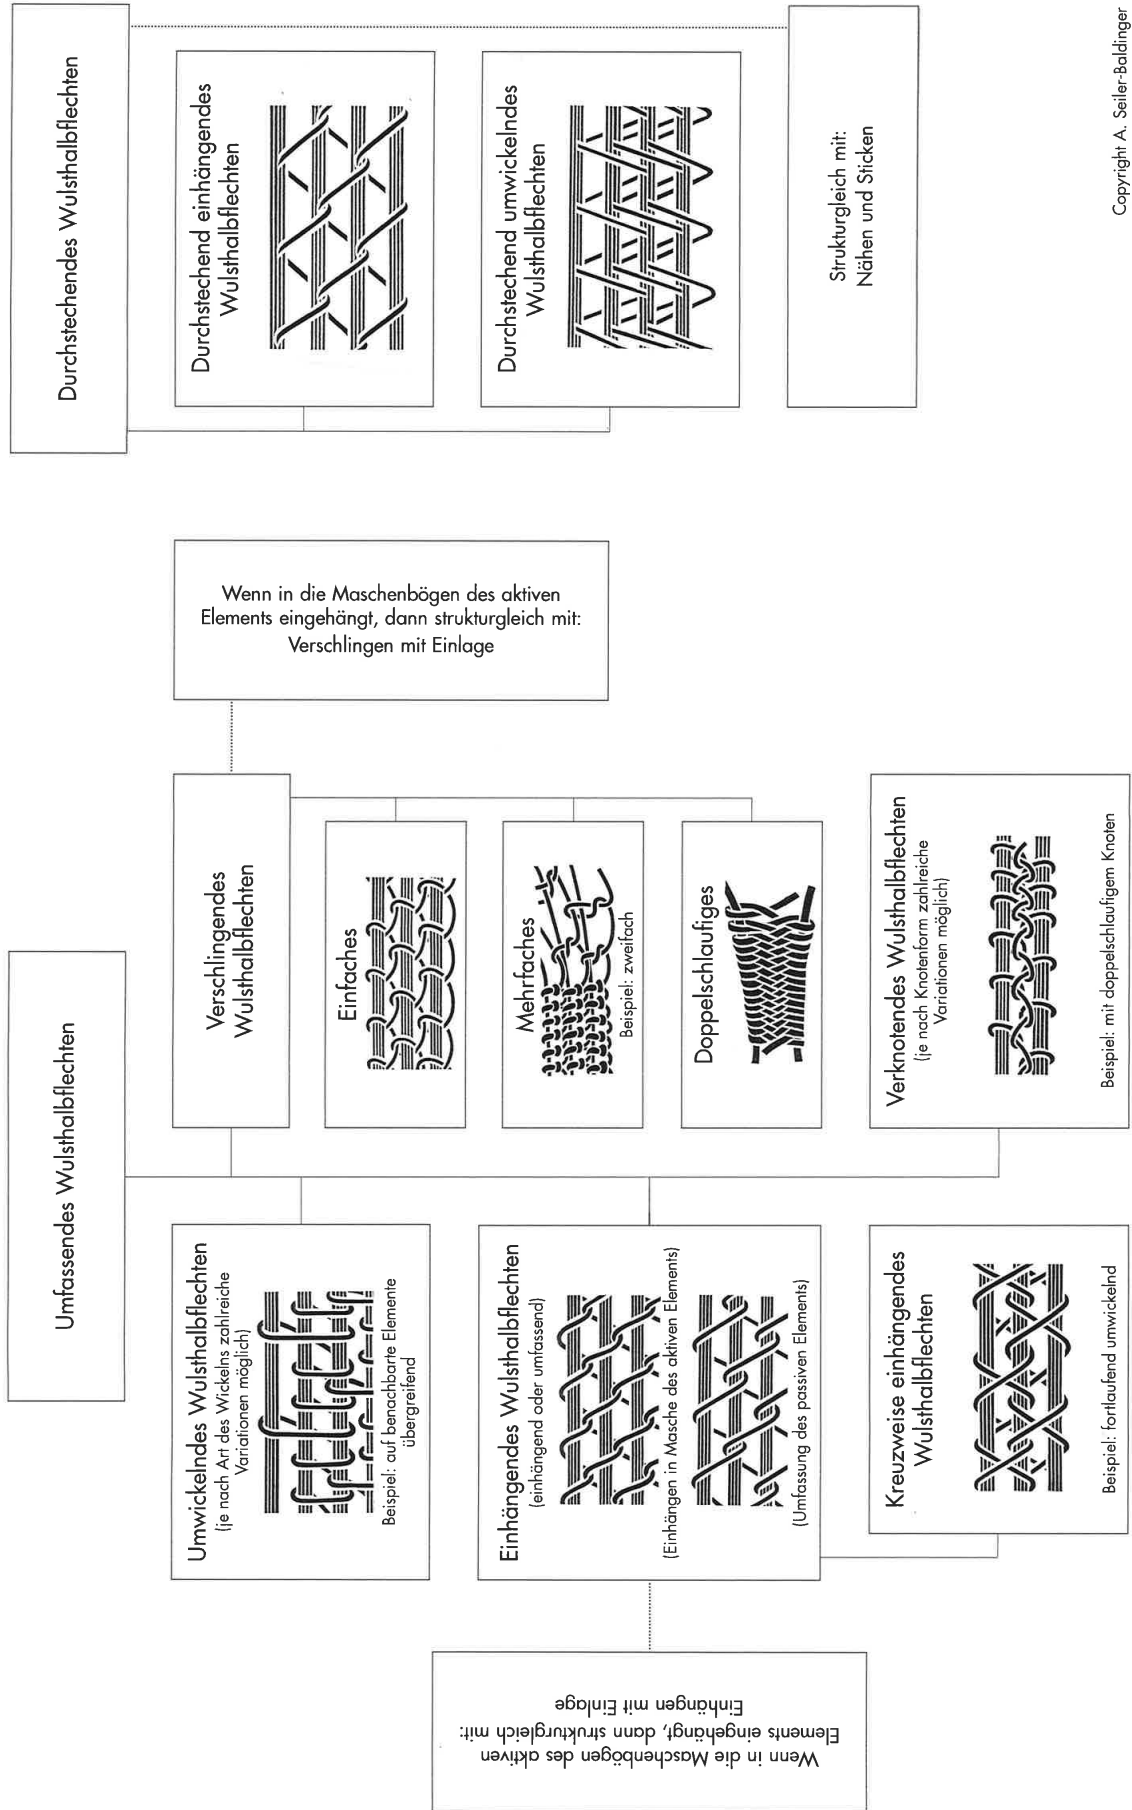 Umfassendes Wulsthalbflechten
Durchstechendes Wulsthalbflechten
Umwickelndes Wulsthalbflechten
(je nach Art des Wickelns zahlreiche
Variationen möglich)
Beispiel: auf benachbarte Elemente
übergreifend
Verschlingendes
Wulsthalbflechten
Wenn in die Maschenbögen des aktiven
Elements eingehängt, dann strukturgleich mit:
Verschlingen mit Einlage
Durchstechend einhängendes
Wulsthalbflechten
Einfaches
Wenn in die Maschenbögen des aktiven
Elements eingehängt, dann strukturgleich mit:
Einhängen mit Einlage
Einhängendes Wulsthalbflechten
(einhängend oder umfassend)
(Einhängen in Masche des aktiven Elements)
(Umfassung des passiven Elements)
Mehrfaches
Beispiel: zweifach
Durchstechend umwickelndes
Wulsthalbflechten
Doppelschlaufiges
Kreuzweise einhängendes
Wulsthalbflechten
Beispiel: fortlaufend umwickelnd
Verknotendes Wulsthalbflechten
(je nach Knotenform zahlreiche
Variationen möglich)
Beispiel: mit doppelschlaufigem Knoten
Strukturgleich mit:
Nähen und Sticken
Copyright A. Seiler-Baldinger